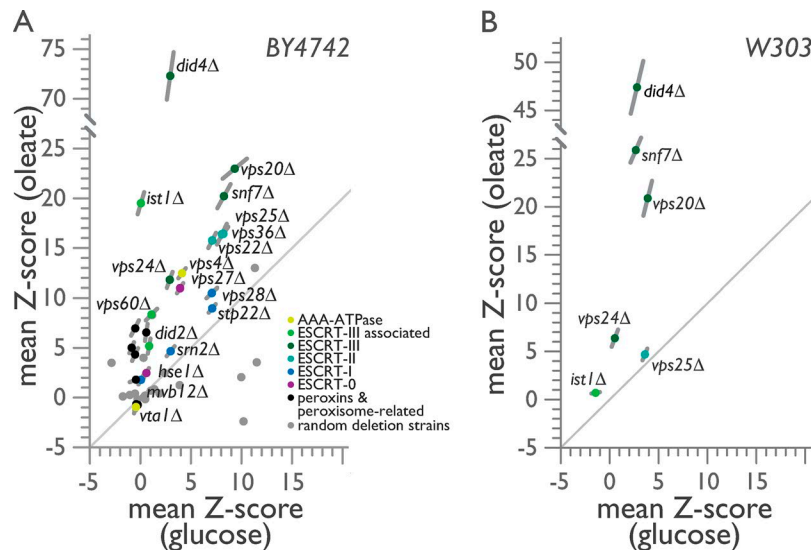 A
BY4742
75
70
25
20
15
10
5
0
-5
mean Z-score (oleate)
did4Δ
vps20Δ
ist1Δ
snf7Δ
vps25Δ
vps36Δ
vps22Δ
vps24Δ
vps4Δ
vps27Δ
vps60Δ
vps28Δ
stp22Δ
did2Δ
srn2Δ
hse1Δ
mvb12Δ
vta1Δ
AAA-ATPase
ESCRT-III associated
ESCRT-III
ESCRT-II
ESCRT-I
ESCRT-0
peroxins &
peroxisome-related
random deletion strains
-5 0 5 10 15
mean Z-score
(glucose)
B
W303
50
45
25
20
15
10
5
0
-5
mean Z-score (oleate)
did4Δ
snf7Δ
vps20Δ
vps24Δ
vps25Δ
ist1Δ
-5 0 5 10 15
mean Z-score
(glucose)